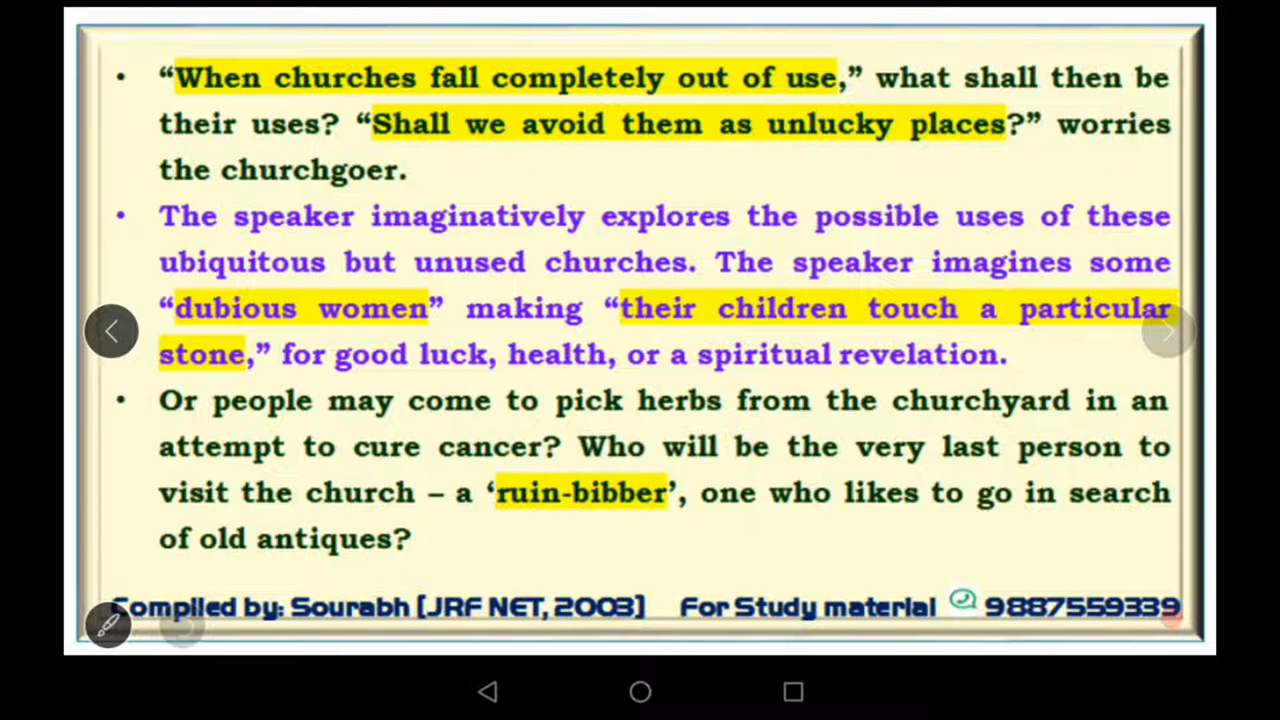 • “When churches fall completely out of use,” what shall then be
their uses? “Shall we avoid them as unlucky places?” worries
the churchgoer.
• The speaker imaginatively explores the possible uses of these
ubiquitous but unused churches. The speaker imagines some
“dubious women” making “their children touch a particular
stone,” for good luck, health, or a spiritual revelation.
• Or people may come to pick herbs from the churchyard in an
attempt to cure cancer? Who will be the very last person to
visit the church – a ‘ruin-bibber’, one who likes to go in search
of old antiques?
Compiled by: Sourabh [JRF NET, 2003] For Study material 9887559339